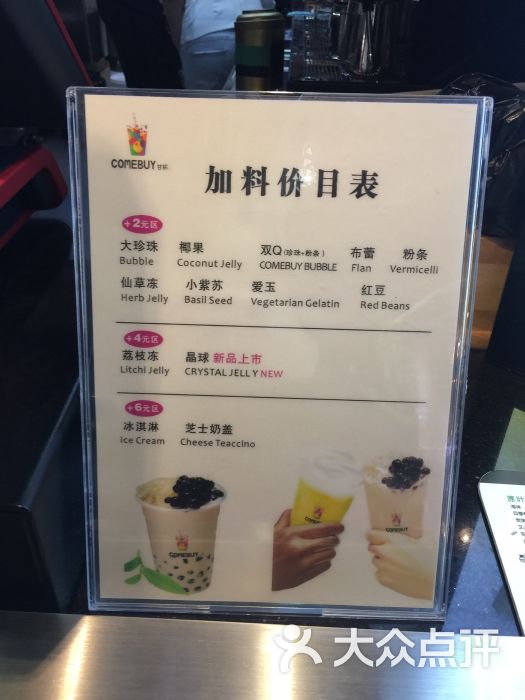 COMEBUY 甘杯
加料价目表
+2元区
大珍珠 椰果 双Q(珍珠+粉条) 布蕾 粉条
Bubble Coconut Jelly COMEBUY BUBBLE Flan Vermicelli
仙草冻 小紫苏 爱玉 红豆
Herb Jelly Basil Seed Vegetarian Gelatin Red Beans
+4元区
荔枝冻 晶球 新品上市
Litchi Jelly CRYSTAL JELLY NEW
+6元区
冰淇淋 芝士奶盖
Ice Cream Cheese Teaccino
COMEBUY
COMEBUY
COMEBUY
原叶
大众点评